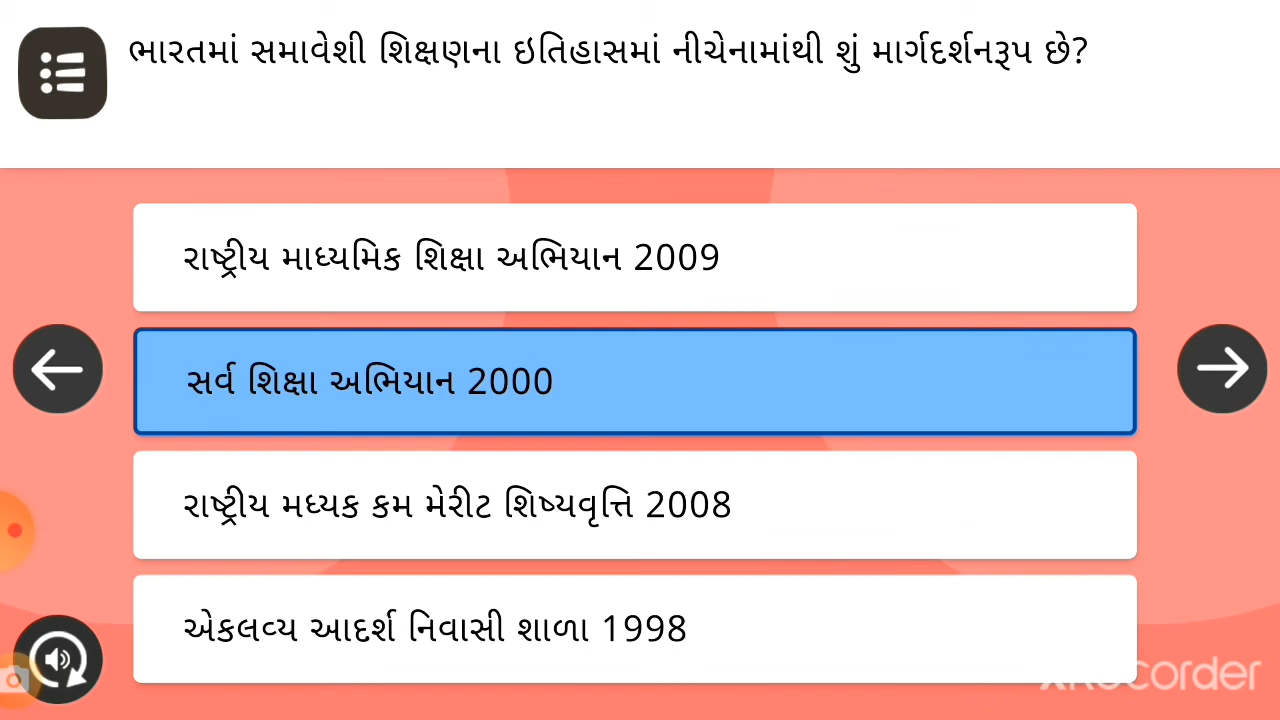 ભારતમાં સમાવેશી શિક્ષણના ઇતિહાસમાં નીચેનામાંથી શું માર્ગદર્શનરૂપ છે?
રાષ્ટ્રીય માધ્યમિક શિક્ષા અભિયાન 2009
સર્વ શિક્ષા અભિયાન 2000
રાષ્ટ્રીય મધ્યક કમ મેરીટ શિષ્યવૃત્તિ 2008
એકલવ્ય આદર્શ નિવાસી શાળા 1998